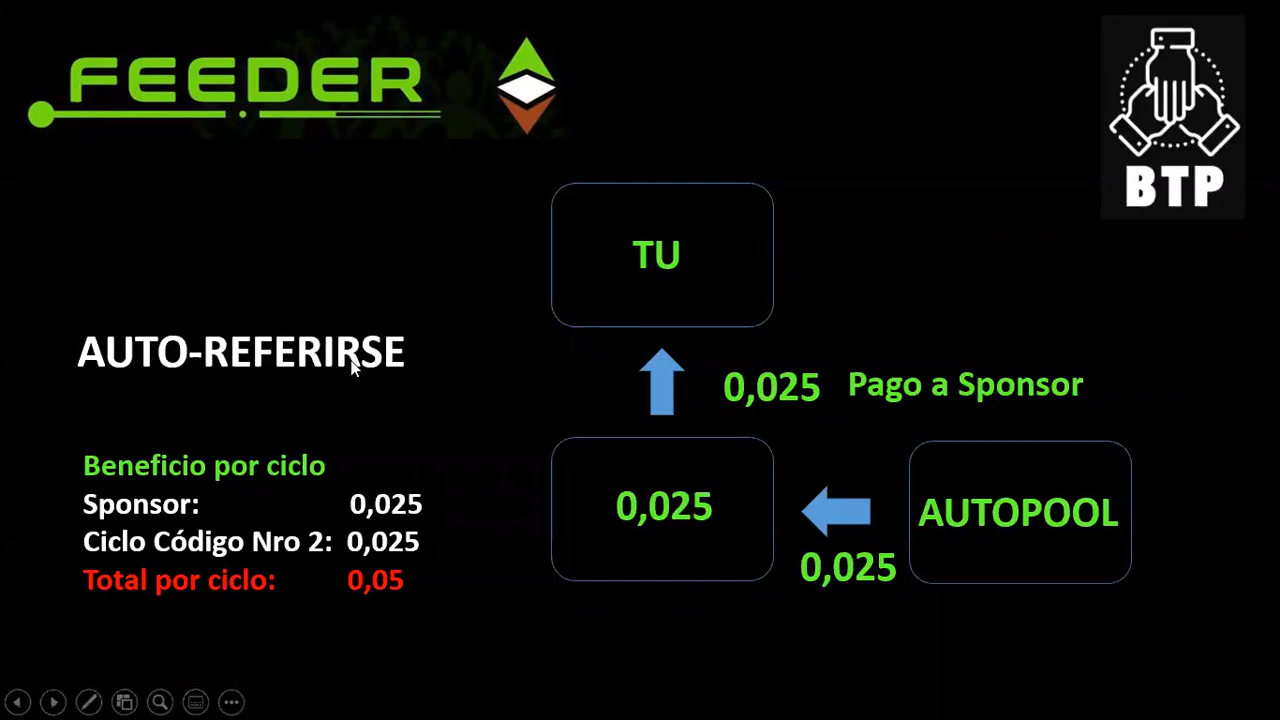 FEEDER
BTP
TU
AUTO-REFERIRSE
0,025 Pago a Sponsor
Beneficio por ciclo
Sponsor: 0,025
Ciclo Código Nro 2: 0,025
Total por ciclo: 0,05
0,025
AUTOPOOL
0,025